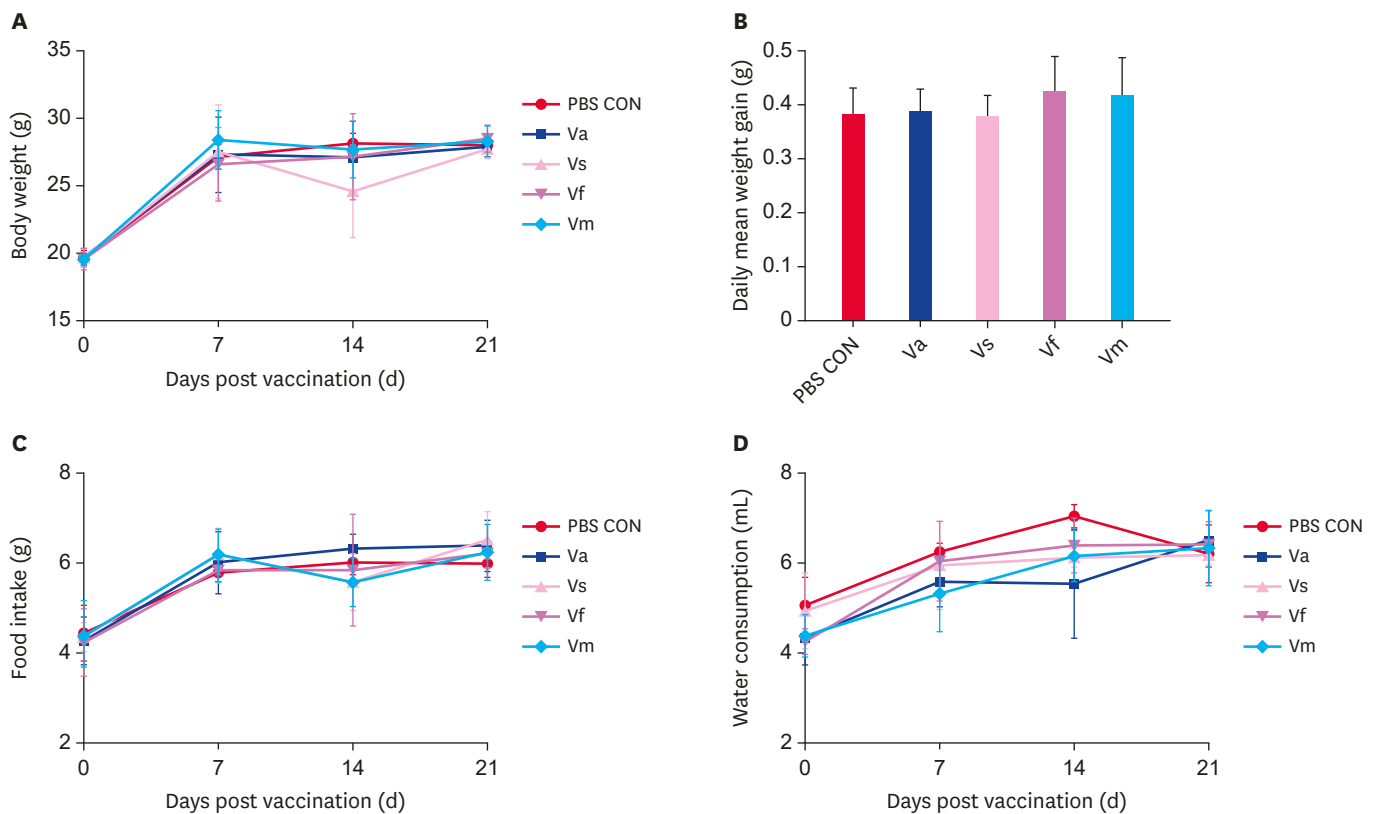 A
Body weight (g)
35
30
25
20
15
0 7 14 21
Days post vaccination (d)
PBS CON
Va
Vs
Vf
Vm
B
Daily mean weight gain (g)
0.5
0.4
0.3
0.2
0.1
0
PBS CON Va Vs Vf Vm
C
Food intake (g)
8
6
4
2
0 7 14 21
Days post vaccination (d)
PBS CON
Va
Vs
Vf
Vm
D
Water consumption (mL)
8
6
4
2
0 7 14 21
Days post vaccination (d)
PBS CON
Va
Vs
Vf
Vm